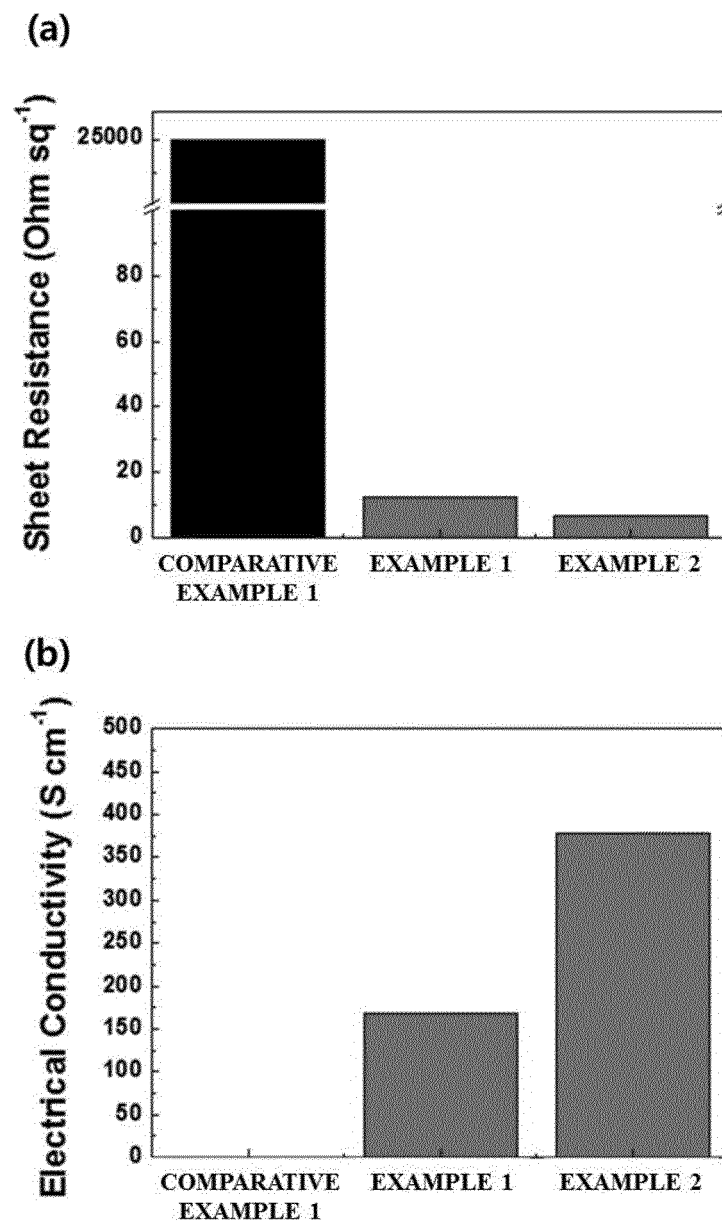 (a)
Sheet Resistance (Ohm sq⁻¹)
25000
80
60
40
20
0
COMPARATIVE EXAMPLE 1 EXAMPLE 2
EXAMPLE 1
(b)
Electrical Conductivity (S cm⁻¹)
500
450
400
350
300
250
200
150
100
50
0
COMPARATIVE EXAMPLE 1 EXAMPLE 2
EXAMPLE 1